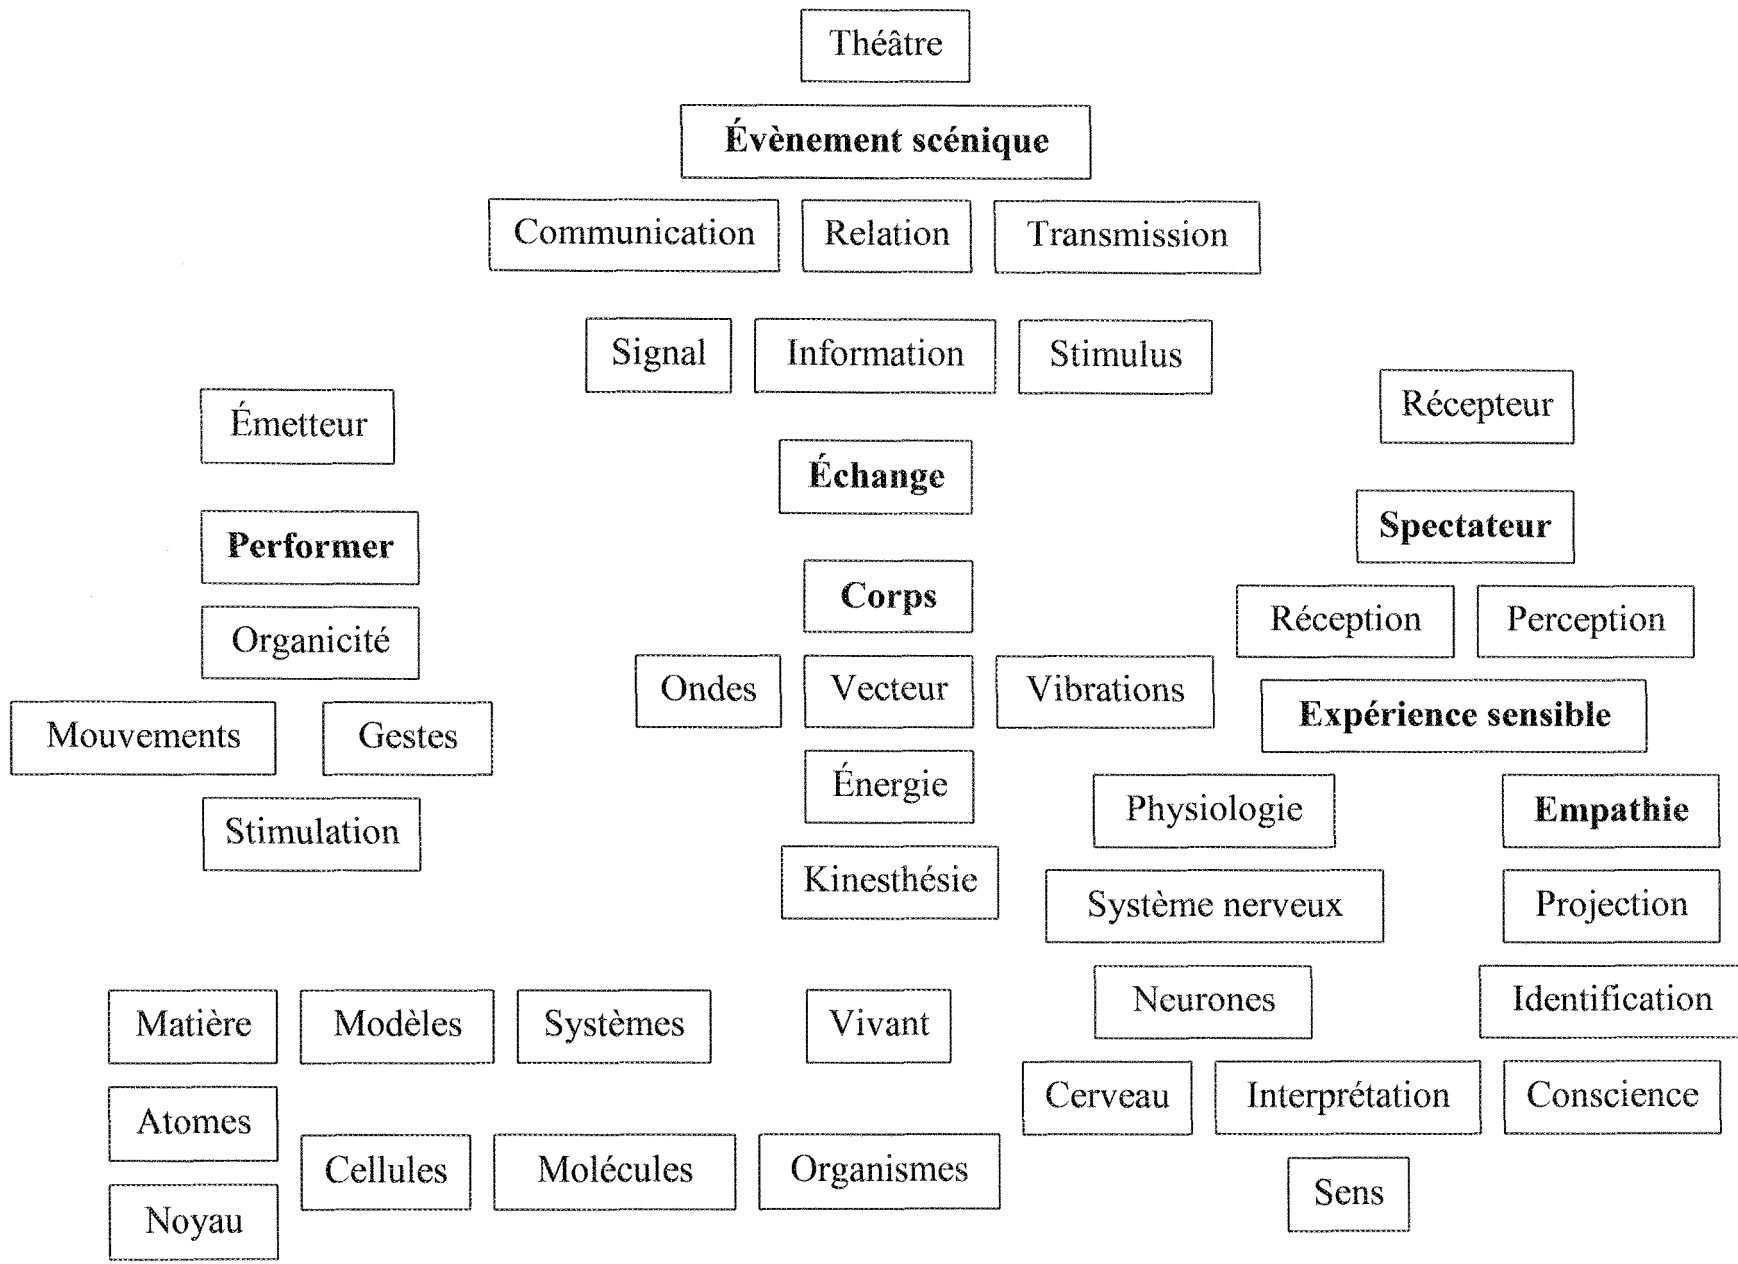 Théâtre
Évènement scénique
Communication Relation Transmission
Signal Information Stimulus
Récepteur
Émetteur
Échange
Spectateur
Performer
Corps
Réception Perception
Organicité
Ondes Vecteur Vibrations
Expérience sensible
Mouvements Gestes
Énergie
Physiologie Empathie
Stimulation
Kinesthésie
Système nerveux Projection
Neurones Identification
Matière Modèles Systèmes Vivant
Cerveau Interprétation Conscience
Atomes
Cellules Molécules Organismes
Sens
Noyau